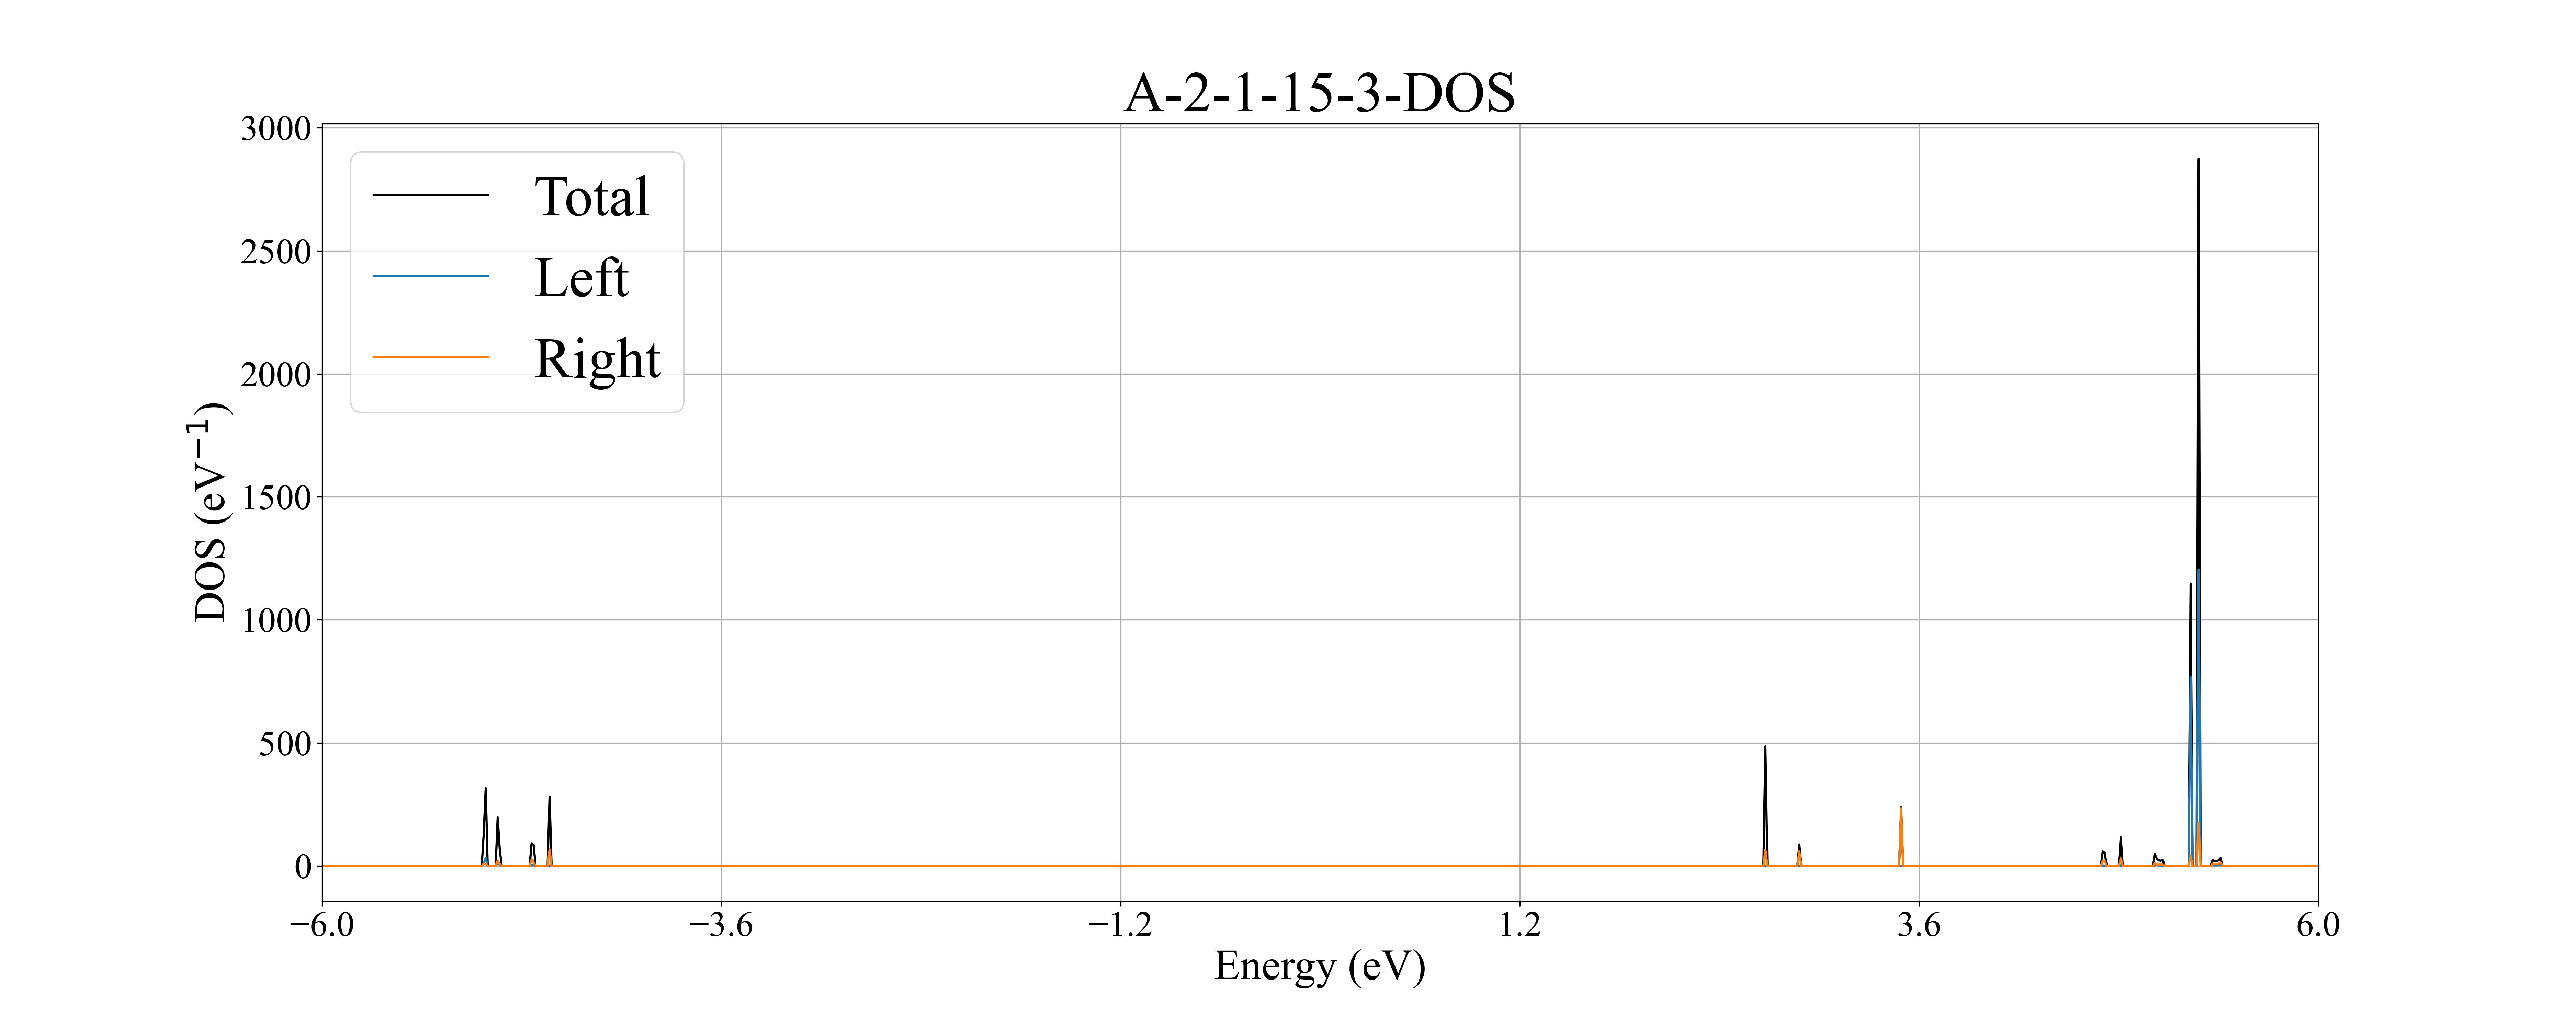 A-2-1-15-3-DOS
3000
2500
2000
1500
1000
500
0
DOS (eV⁻¹)
Total
Left
Right
−6.0
−3.6
−1.2
1.2
3.6
6.0
Energy (eV)